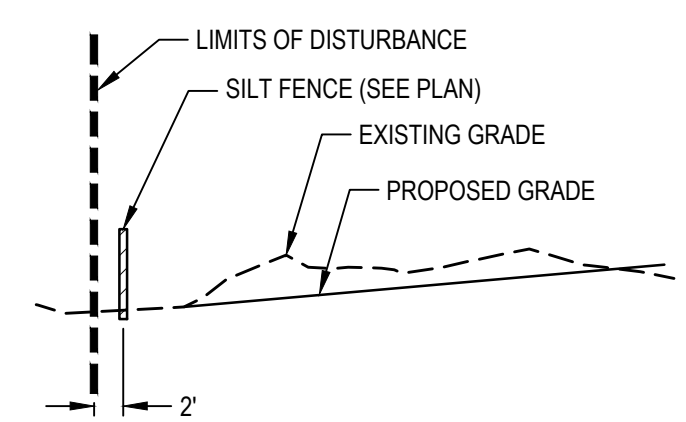 LIMITS OF DISTURBANCE
SILT FENCE (SEE PLAN)
EXISTING GRADE
PROPOSED GRADE
2'